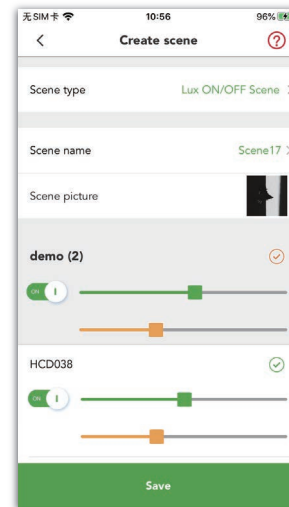 无SIM卡 10:56 96%
Create scene ?
Scene type Lux ON/OFF Scene
Scene name Scene17
Scene picture
demo (2)
ON
HCD038
ON
Save